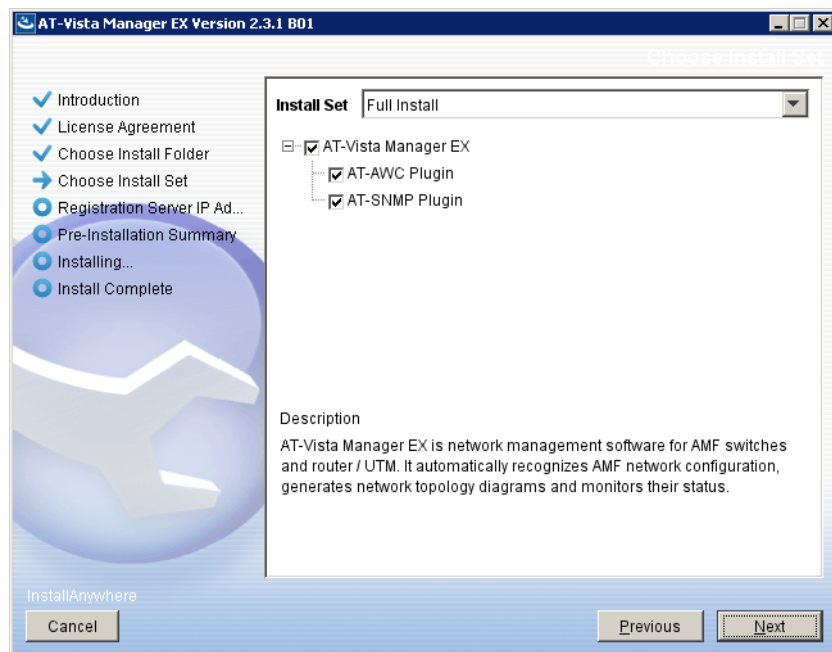 AT-Vista Manager EX Version 2.3.1 B01
Choose Install Set
Introduction
License Agreement
Choose Install Folder
Choose Install Set
Registration Server IP Ad...
Pre-Installation Summary
Installing...
Install Complete
Install Set Full Install
AT-Vista Manager EX
AT-AWC Plugin
AT-SNMP Plugin
Description
AT-Vista Manager EX is network management software for AMF switches
and router / UTM. It automatically recognizes AMF network configuration,
generates network topology diagrams and monitors their status.
InstallAnywhere
Cancel
Previous
Next